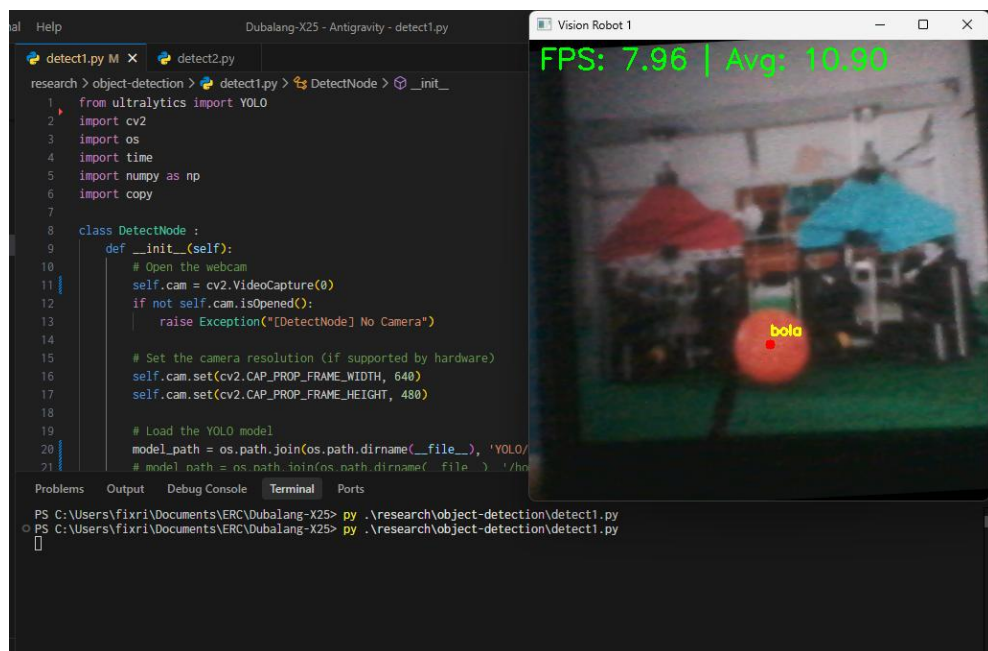 al Help Dubalang-X25 - Antigravity - detect1.py
detect1.py M detect2.py
research > object-detection > detect1.py > DetectNode > __init__
1 from ultralytics import YOLO
2 import cv2
3 import os
4 import time
5 import numpy as np
6 import copy
7
8 class DetectNode :
9 def __init__(self):
10 # Open the webcam
11 self.cam = cv2.VideoCapture(0)
12 if not self.cam.isOpened():
13 raise Exception("[DetectNode] No Camera")
14
15 # Set the camera resolution (if supported by hardware)
16 self.cam.set(cv2.CAP_PROP_FRAME_WIDTH, 640)
17 self.cam.set(cv2.CAP_PROP_FRAME_HEIGHT, 480)
18
19 # Load the YOLO model
20 model_path = os.path.join(os.path.dirname(__file__), 'YOLO/
21 # model_path = os.path.join(os.path.dirname(__file__), '/ho
Problems Output Debug Console Terminal Ports
PS C:\Users\fixri\Documents\ERC\Dubalang-X25> py .\research\object-detection\detect1.py
PS C:\Users\fixri\Documents\ERC\Dubalang-X25> py .\research\object-detection\detect1.py
Vision Robot 1
FPS: 7.96 | Avg: 10.90
bola